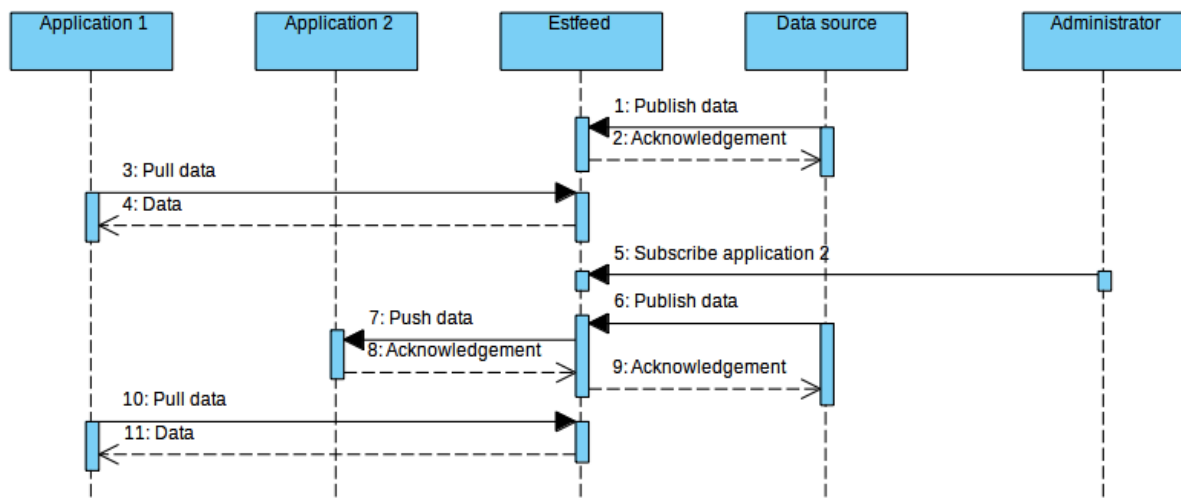 Application 1
Application 2
Estfeed
Data source
Administrator
1: Publish data
2: Acknowledgement
3: Pull data
4: Data
5: Subscribe application 2
6: Publish data
7: Push data
8: Acknowledgement
9: Acknowledgement
10: Pull data
11: Data